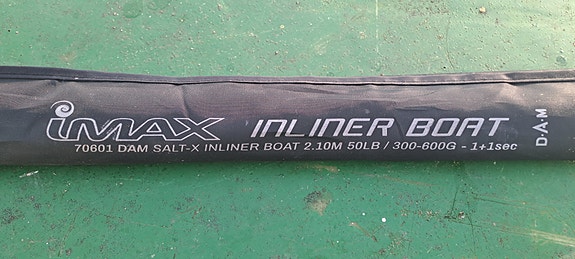 iMAX INLINER BOAT
70601 DAM SALT-X INLINER BOAT 2.10M 50LB / 300-600G - 1+1sec
D·A·M